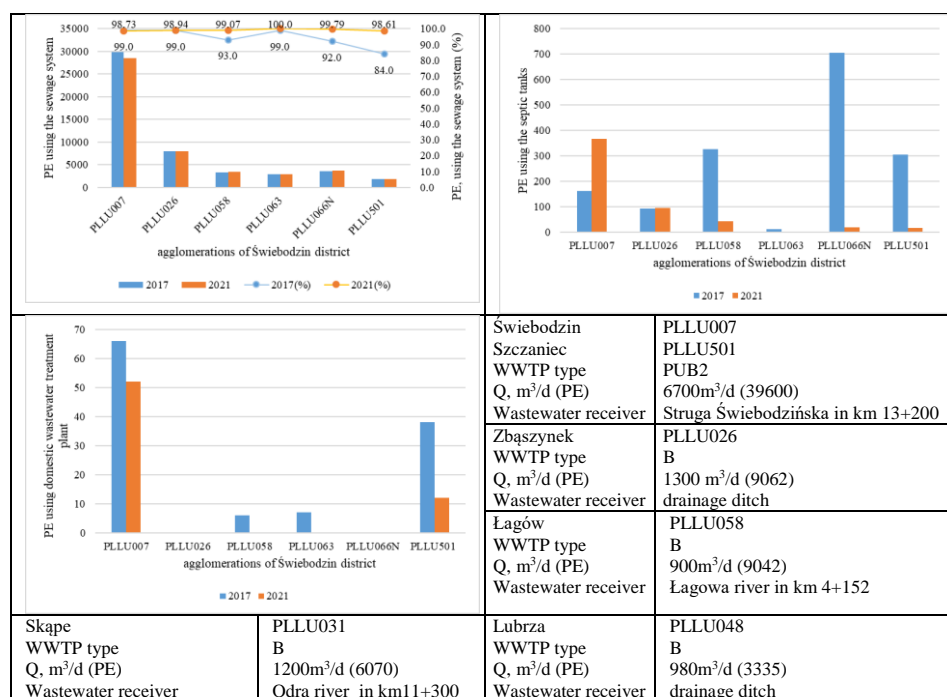 98.73 98.94 99.07 100.0 99.79 98.61
35000 100.0
30000 90.0
25000 80.0
20000 70.0
15000 60.0
10000 50.0
5000 40.0
0 30.0
20.0
10.0
0.0
99.0 99.0 93.0 99.0 92.0 84.0
PE using the sewage system
PE, using the sewage system (%)
PLLU007 PLLU026 PLLU058 PLLU063 PLLU066N PLLU501
agglomerations of Świebodzin district
2017 2021 2017(%) 2021(%)
800
700
600
500
400
300
200
100
0
PE using the septic tanks
PLLU007 PLLU026 PLLU058 PLLU063 PLLU066N PLLU501
agglomerations of Świebodzin district
2017 2021
70
60
50
40
30
20
10
0
PE using domestic wastewater treatment
plant
PLLU007 PLLU026 PLLU058 PLLU063 PLLU066N PLLU501
agglomerations of Świebodzin district
2017 2021
Świebodzin PLLU007
Szczaniec PLLU501
WWTP type PUB2
Q, m³/d (PE) 6700m³/d (39600)
Wastewater receiver Struga Świebodzińska in km 13+200
Zbąszynek PLLU026
WWTP type B
Q, m³/d (PE) 1300 m³/d (9062)
Wastewater receiver drainage ditch
Łagów PLLU058
WWTP type B
Q, m³/d (PE) 900m³/d (9042)
Wastewater receiver Łagowa river in km 4+152
Skąpe PLLU031
WWTP type B
Q, m³/d (PE) 1200m³/d (6070)
Wastewater receiver Odra river in km11+300
Lubrza PLLU048
WWTP type B
Q, m³/d (PE) 980m³/d (3335)
Wastewater receiver drainage ditch